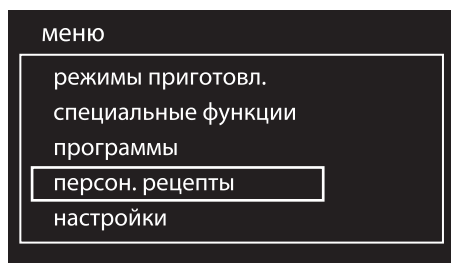 меню
режимы приготовл.
специальные функции
программы
персон. рецепты
настройки